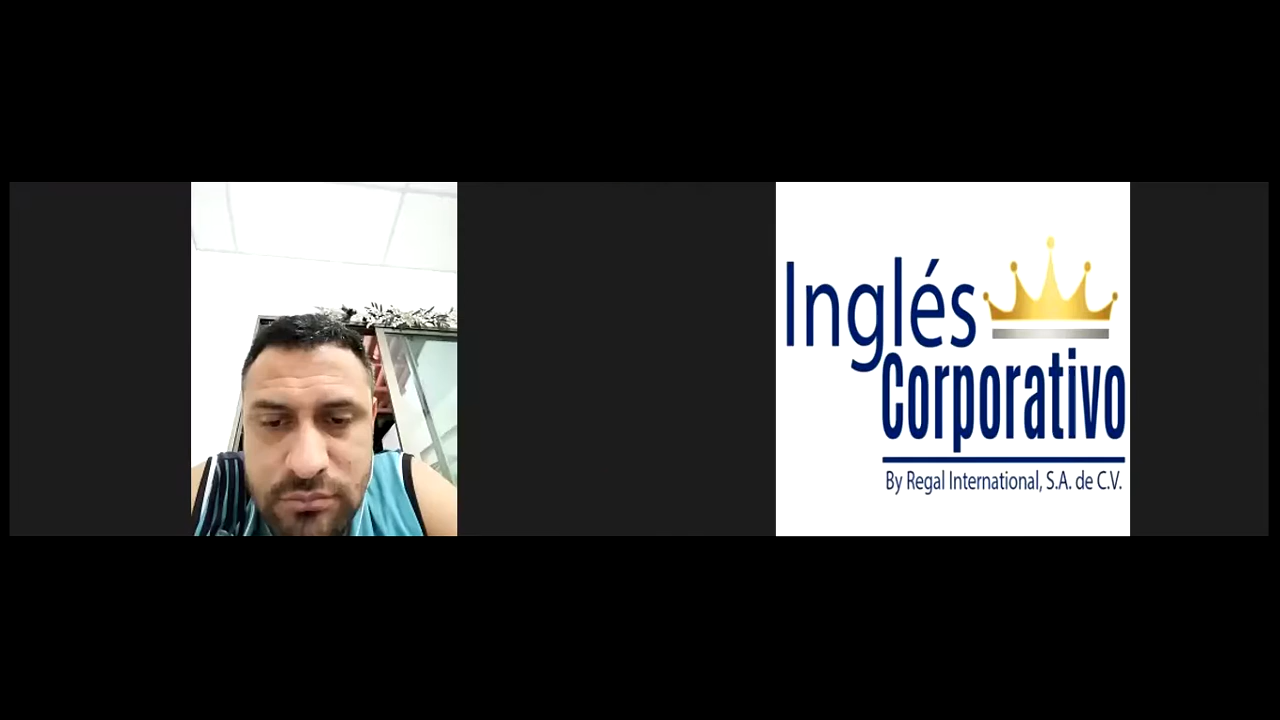 Inglés
Corporativo
By Regal International, S.A. de C.V.